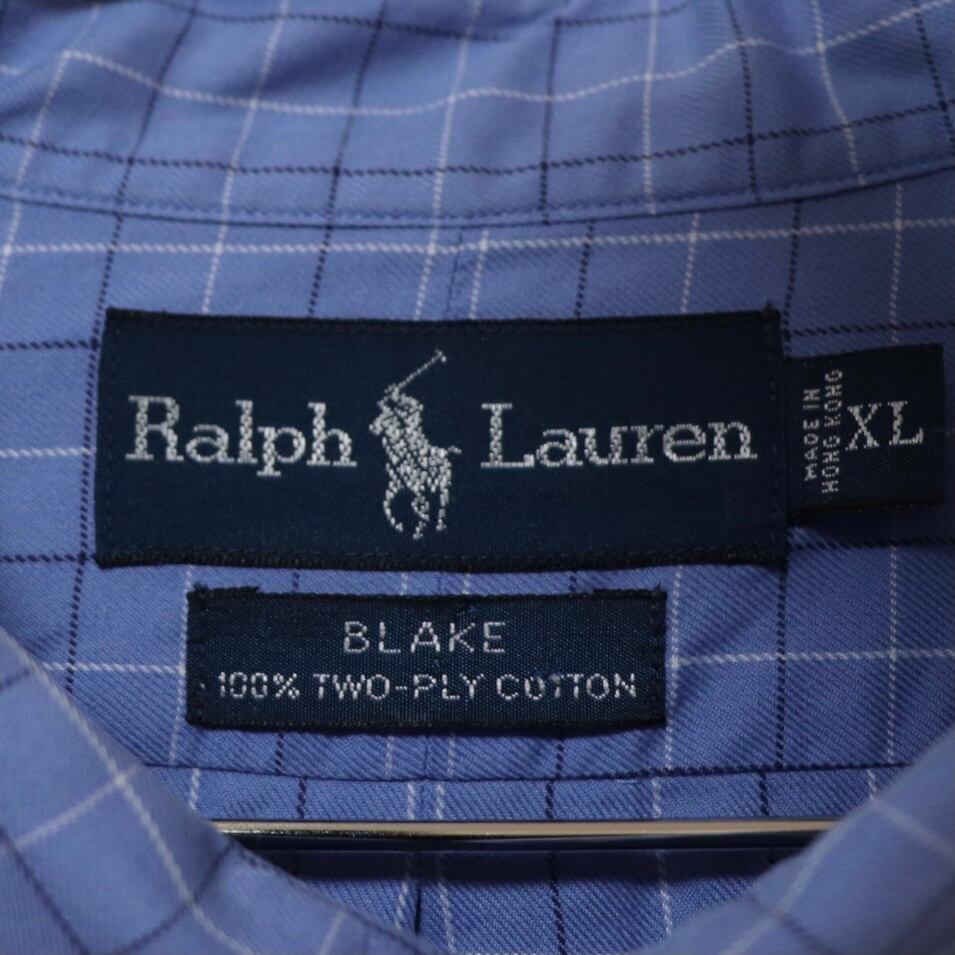 Ralph Lauren
MADE IN
HONG KONG
XL
BLAKE
100% TWO-PLY COTTON